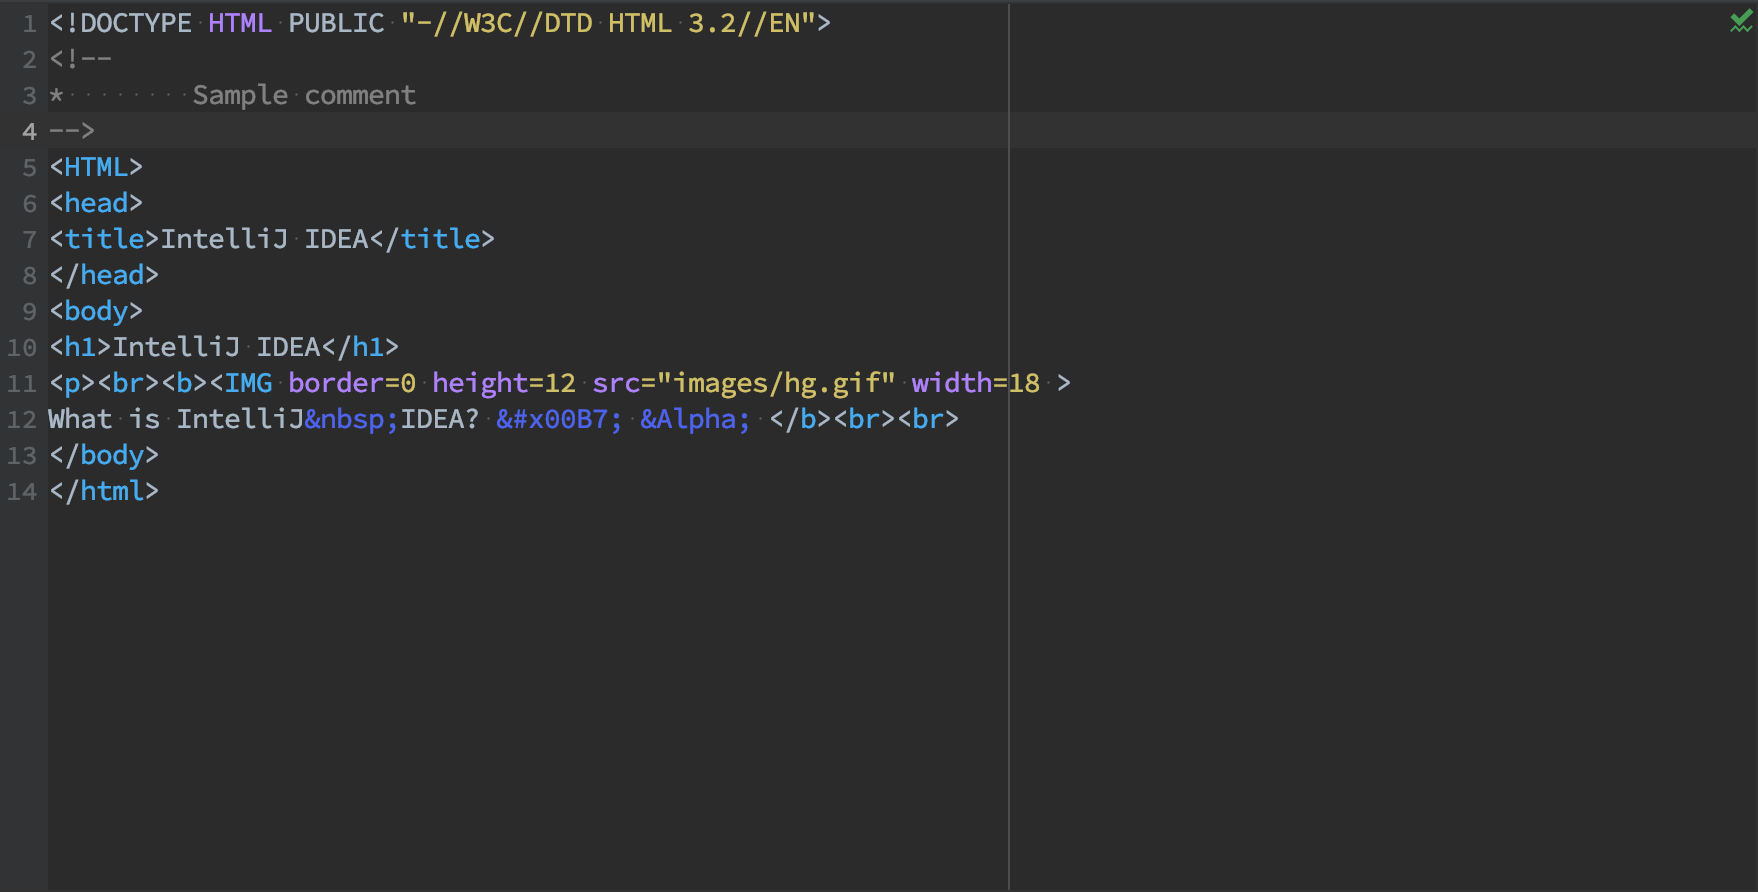 1 <!DOCTYPE HTML PUBLIC "-//W3C//DTD HTML 3.2//EN">
2 <!--
3 *        Sample comment
4 -->
5 <HTML>
6 <head>
7 <title>IntelliJ IDEA</title>
8 </head>
9 <body>
10 <h1>IntelliJ IDEA</h1>
11 <p><br><b><IMG border=0 height=12 src="images/hg.gif" width=18 >
12 What is IntelliJ&nbsp;IDEA? &#x00B7; &Alpha; </b><br><br>
13 </body>
14 </html>